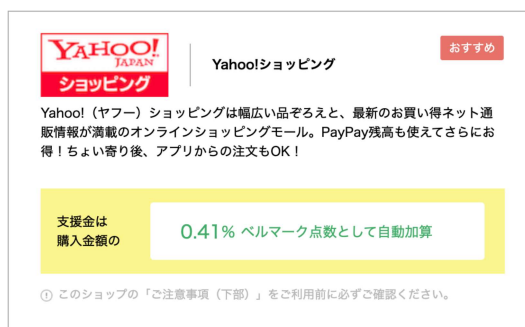 YAHOO!
JAPAN
ショッピング
Yahoo!ショッピング
おすすめ
Yahoo!（ヤフー）ショッピングは幅広い品ぞろえと、最新のお買い得ネット通
販情報が満載のオンラインショッピングモール。PayPay残高も使えてさらにお
得！ちょい寄り後、アプリからの注文もOK！
支援金は
購入金額の
0.41% ベルマーク点数として自動加算
このショップの「ご注意事項（下部）」をご利用前に必ずご確認ください。